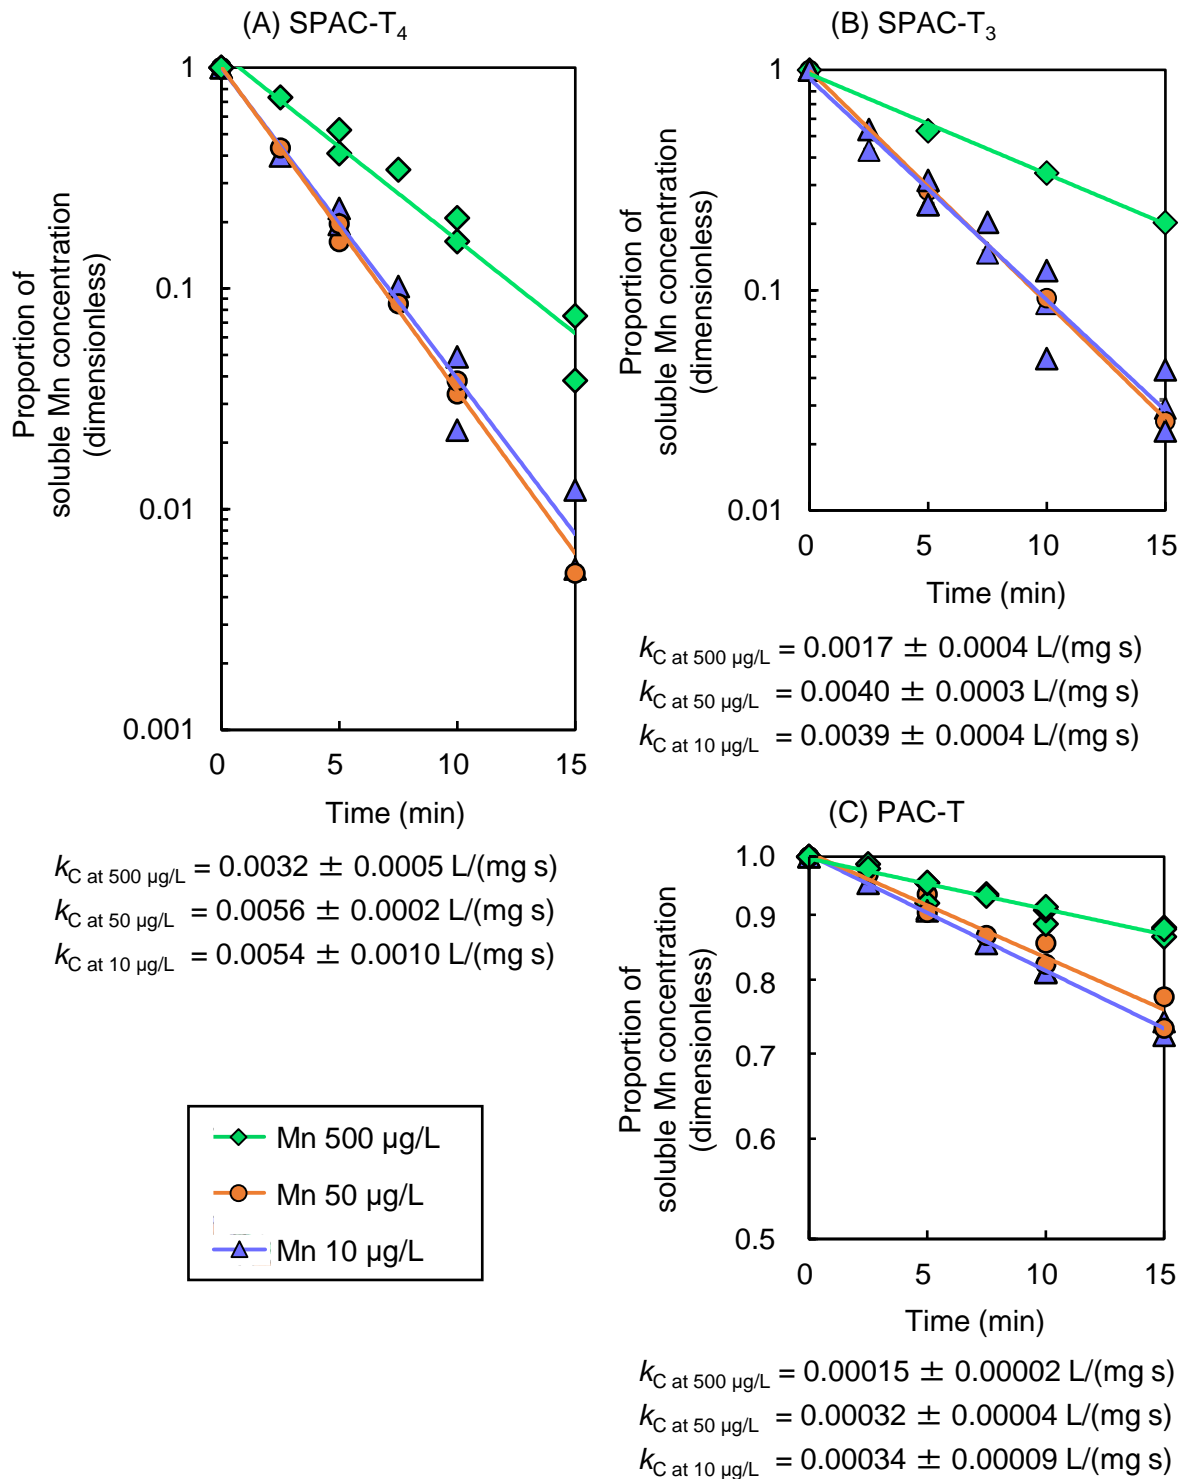 (A) SPAC-T4
1
0.1
0.01
0.001
Proportion of
soluble Mn concentration
(dimensionless)
0 5 10 15
Time (min)
kC at 500 µg/L = 0.0032 ± 0.0005 L/(mg s)
kC at 50 µg/L = 0.0056 ± 0.0002 L/(mg s)
kC at 10 µg/L = 0.0054 ± 0.0010 L/(mg s)
(B) SPAC-T3
1
0.1
0.01
Proportion of
soluble Mn concentration
(dimensionless)
0 5 10 15
Time (min)
kC at 500 µg/L = 0.0017 ± 0.0004 L/(mg s)
kC at 50 µg/L = 0.0040 ± 0.0003 L/(mg s)
kC at 10 µg/L = 0.0039 ± 0.0004 L/(mg s)
(C) PAC-T
1.0
0.9
0.8
0.7
0.6
0.5
Proportion of
soluble Mn concentration
(dimensionless)
0 5 10 15
Time (min)
kC at 500 µg/L = 0.00015 ± 0.00002 L/(mg s)
kC at 50 µg/L = 0.00032 ± 0.00004 L/(mg s)
kC at 10 µg/L = 0.00034 ± 0.00009 L/(mg s)
Mn 500 µg/L
Mn 50 µg/L
Mn 10 µg/L